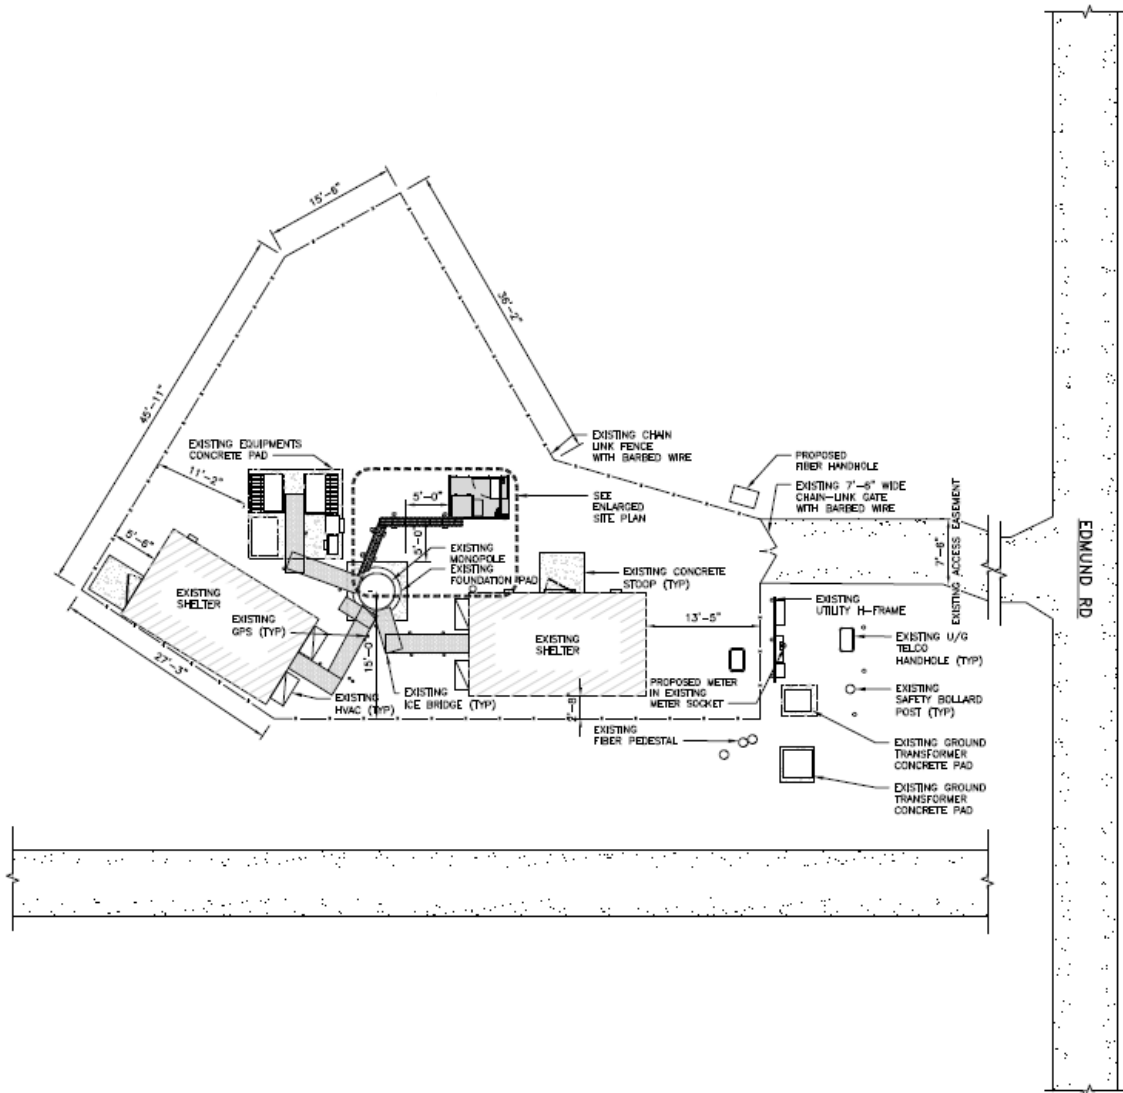 15'-6"
36'-2"
45'-11"
EXISTING CHAIN
LINK FENCE
WITH BARBED WIRE
EXISTING EQUIPMENTS
CONCRETE PAD
11'-2"
PROPOSED
FIBER HANDHOLE
EXISTING 7'-6" WIDE
CHAIN-LINK GATE
WITH BARBED WIRE
5'-0"
SEE
ENLARGED
SITE PLAN
5'-6"
5'-0"
EXISTING
MONOPOLE
EXISTING
FOUNDATION PAD
EXISTING CONCRETE
STOOP (TYP)
7'-6"
EXISTING ACCESS EASEMENT
EDMUND RD
EXISTING
SHELTER
EXISTING
GPS (TYP)
15'-0"
EXISTING
SHELTER
13'-5"
EXISTING
UTILITY H-FRAME
EXISTING U/G
TELCO
HANDHOLE (TYP)
27'-3"
EXISTING
HVAC (TYP)
EXISTING
ICE BRIDGE (TYP)
2'-8"
PROPOSED METER
IN EXISTING
METER SOCKET
EXISTING
SAFETY BOLLARD
POST (TYP)
EXISTING
FIBER PEDESTAL
EXISTING GROUND
TRANSFORMER
CONCRETE PAD
EXISTING GROUND
TRANSFORMER
CONCRETE PAD